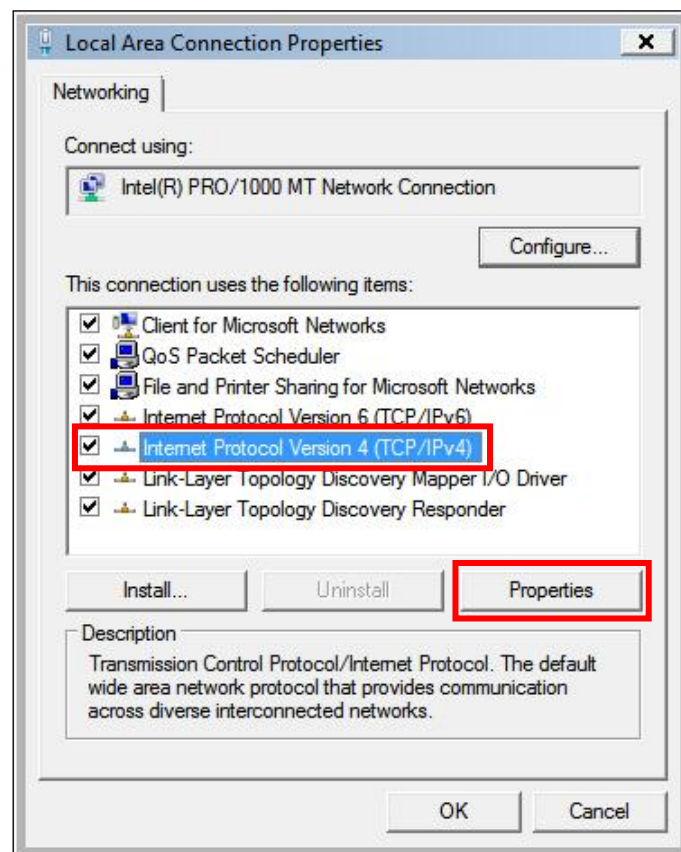 Local Area Connection Properties
Networking
Connect using:
Intel(R) PRO/1000 MT Network Connection
Configure...
This connection uses the following items:
Client for Microsoft Networks
QoS Packet Scheduler
File and Printer Sharing for Microsoft Networks
Internet Protocol Version 6 (TCP/IPv6)
Internet Protocol Version 4 (TCP/IPv4)
Link-Layer Topology Discovery Mapper I/O Driver
Link-Layer Topology Discovery Responder
Install... Uninstall Properties
Description
Transmission Control Protocol/Internet Protocol. The default
wide area network protocol that provides communication
across diverse interconnected networks.
OK Cancel